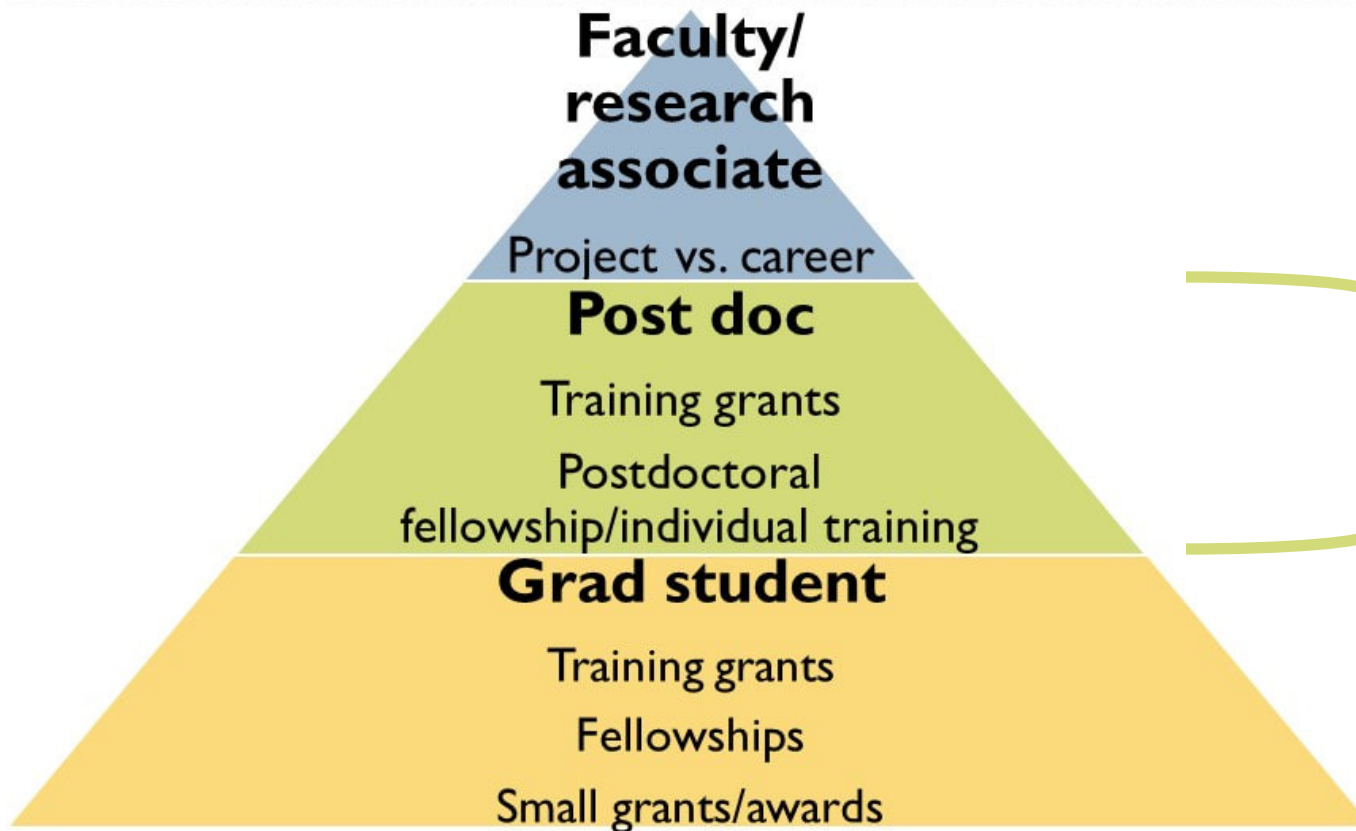 Faculty/
research
associate
Project vs. career
Post doc
Training grants
Postdoctoral
fellowship/individual training
Grad student
Training grants
Fellowships
Small grants/awards